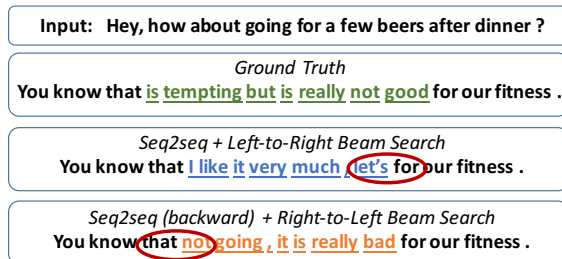 Input: Hey, how about going for a few beers after dinner ?
Ground Truth
You know that is tempting but is really not good for our fitness .
Seq2seq + Left-to-Right Beam Search
You know that I like it very much , let's for our fitness .
Seq2seq (backward) + Right-to-Left Beam Search
You know that not going , it is really bad for our fitness .